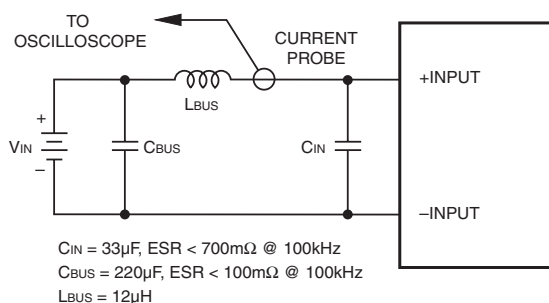 TO
OSCILLOSCOPE
CURRENT
PROBE
+INPUT
LBUS
+
VIN
–
CBUS
CIN
–INPUT
CIN = 33µF, ESR < 700mΩ @ 100kHz
CBUS = 220µF, ESR < 100mΩ @ 100kHz
LBUS = 12µH